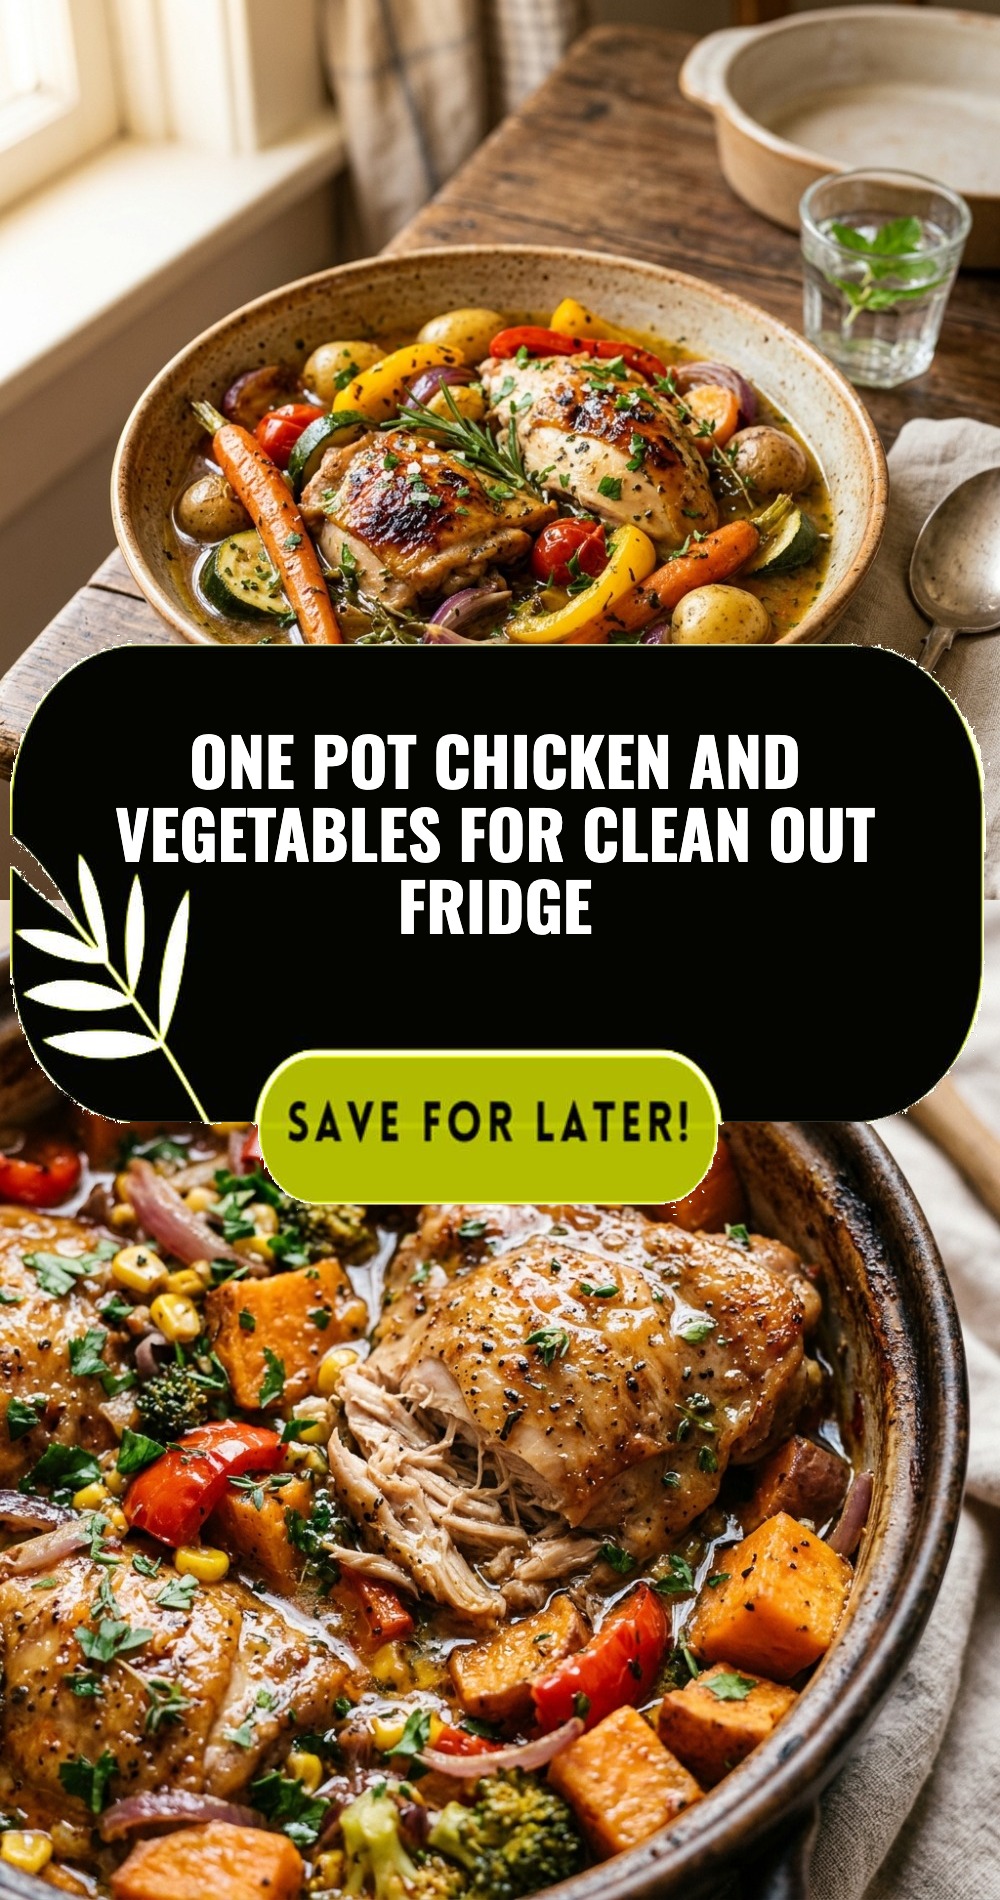 ONE POT CHICKEN AND
VEGETABLES FOR CLEAN OUT
FRIDGE
SAVE FOR LATER!